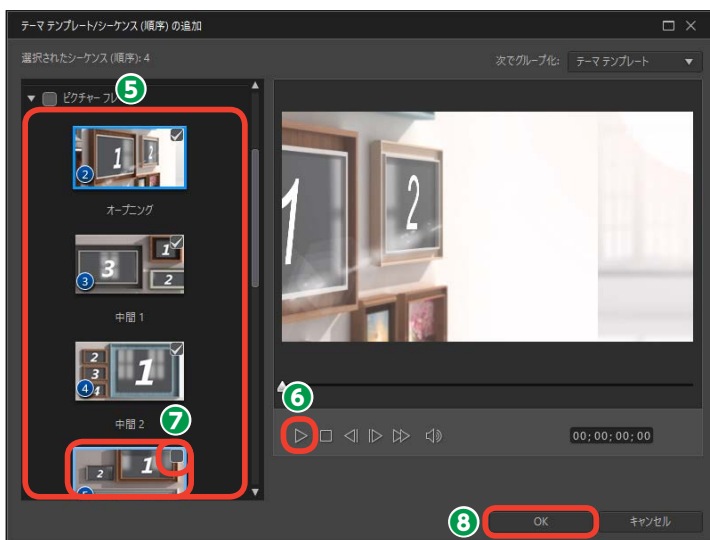 テーマ テンプレート/シーケンス (順序) の追加
選択されたシーケンス (順序): 4
次でグループ化: テーマ テンプレート
5
ピクチャー フレ
1
2
2
オープニング
3
1
2
3
中間 1
2
3
4
1
4
中間 2
7
2
1
5
1
2
6
00;00;00;00
8
OK
キャンセル